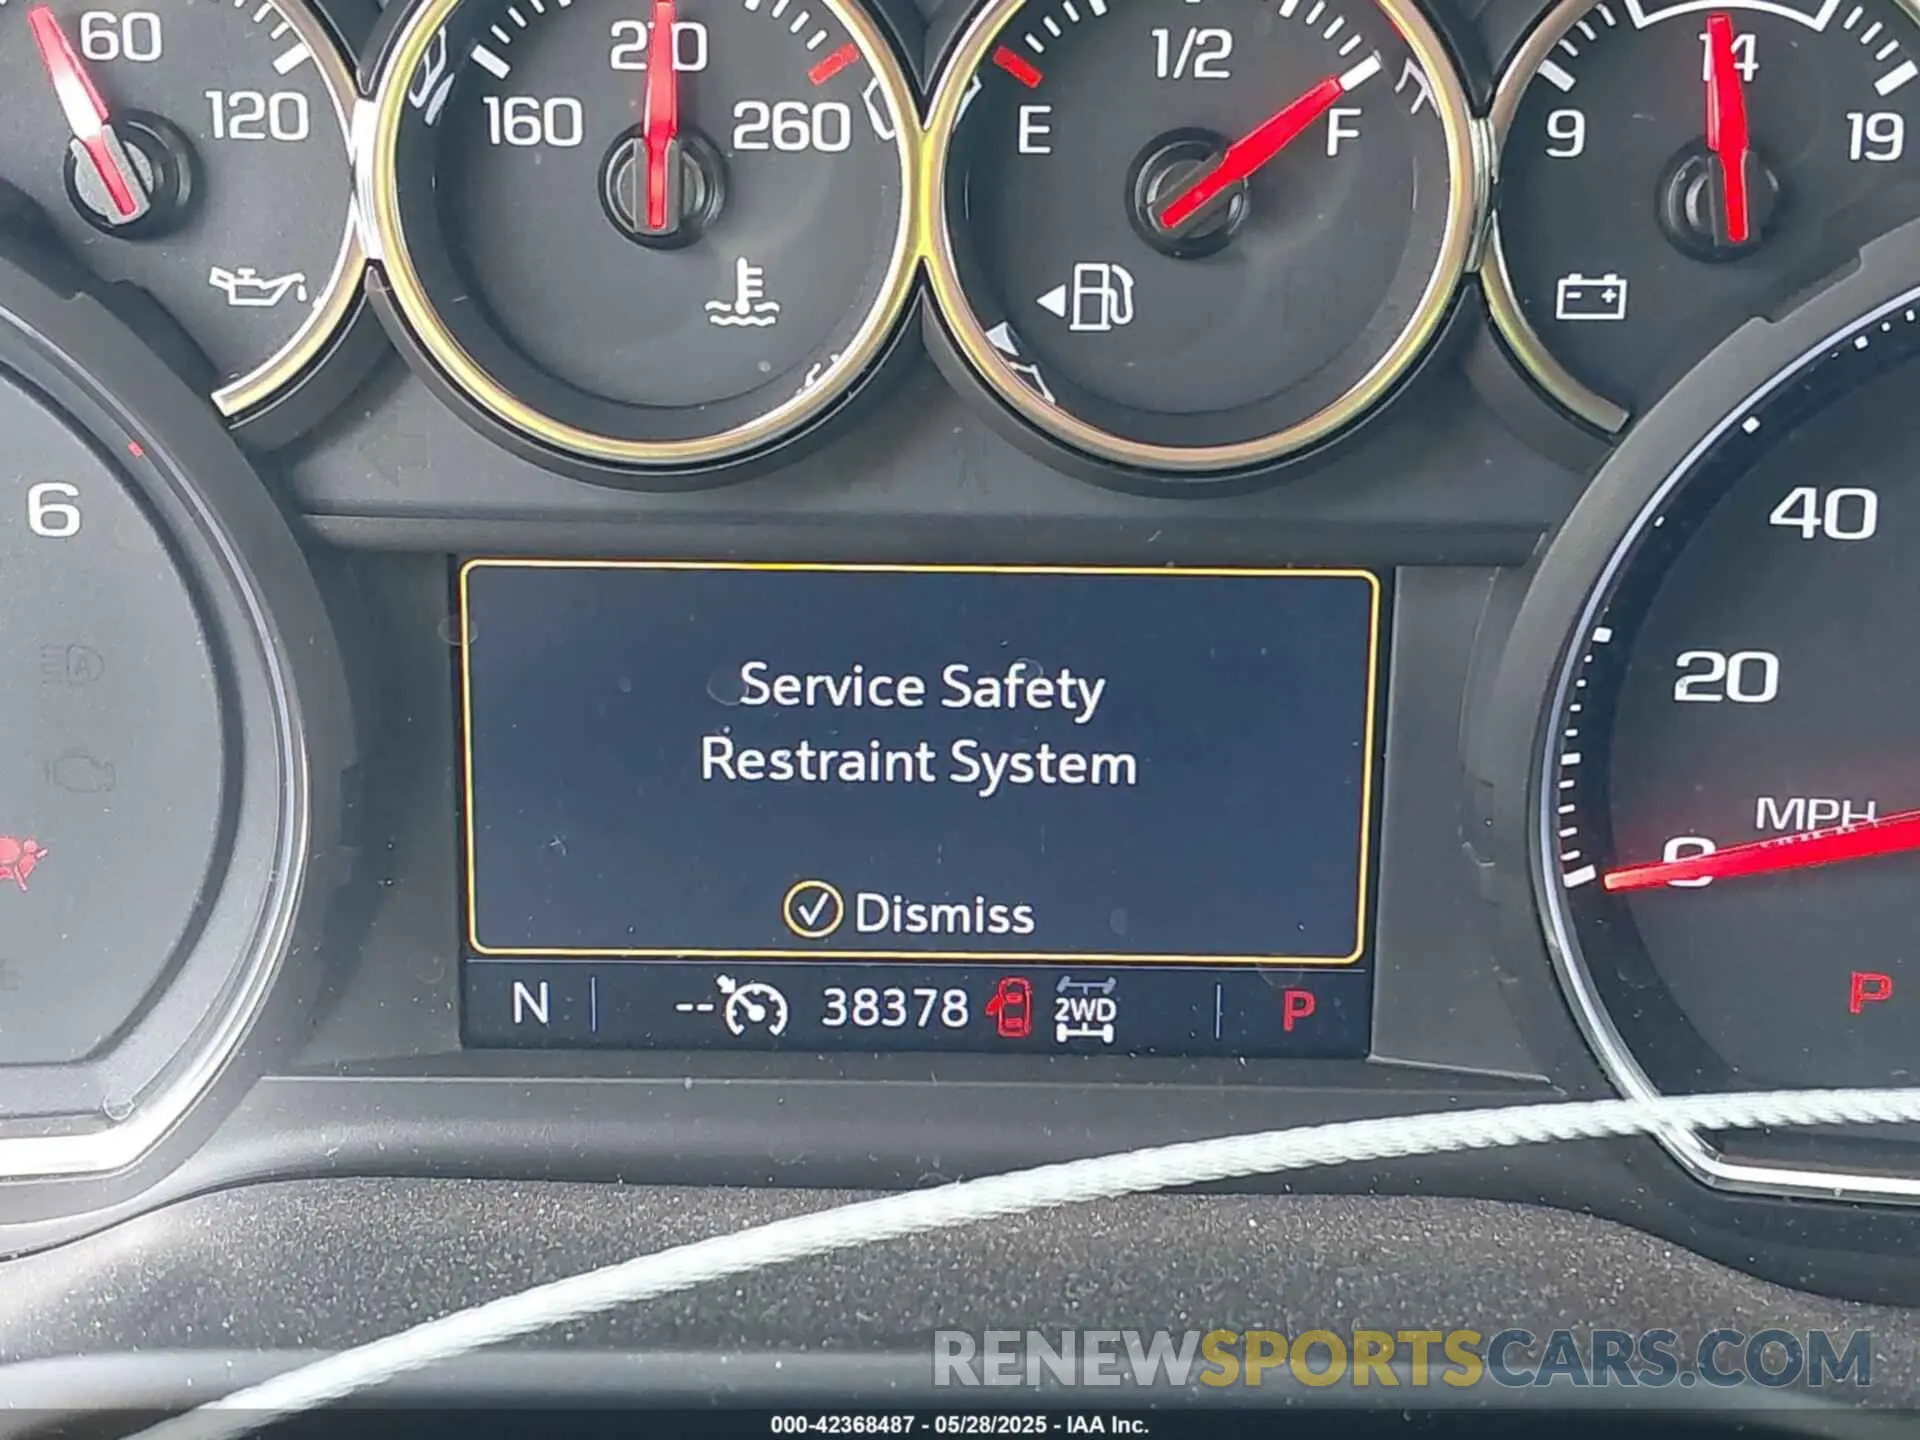 60
120
160
210
260
E
1/2
F
9
14
19
6
40
20
MPH
0
P
Service Safety
Restraint System
Dismiss
N
--
38378
2WD
P
RENEWSPORTSCARS.COM
000-42368487 - 05/28/2025 - IAA Inc.